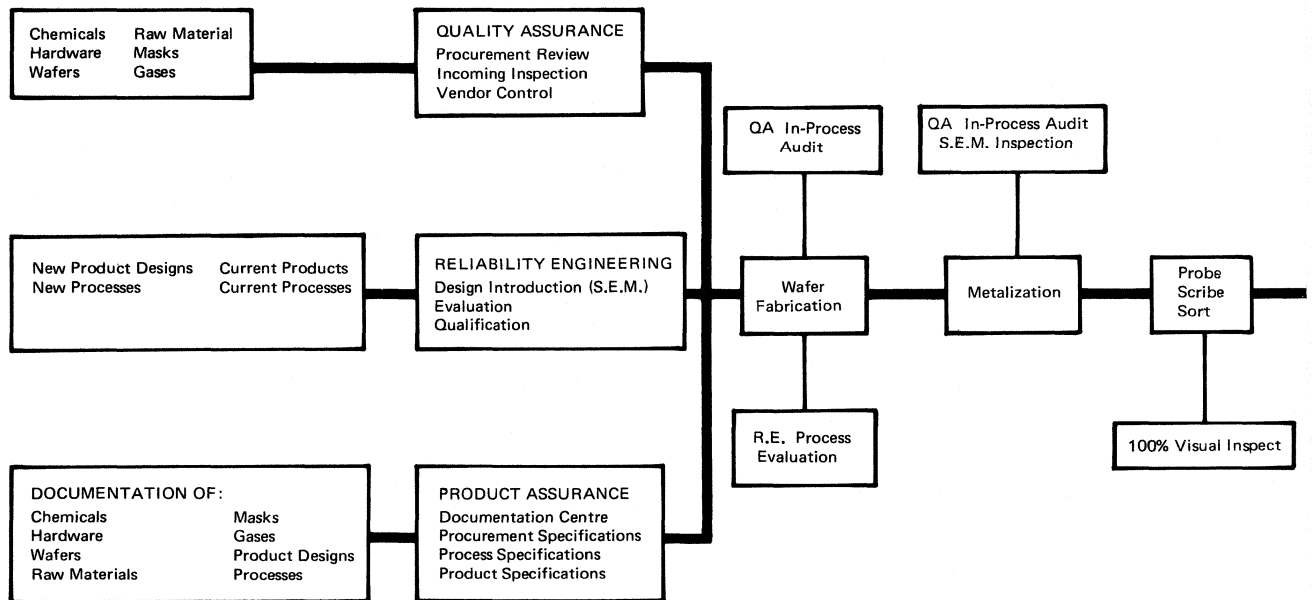 Chemicals Raw Material
Hardware Masks
Wafers Gases
QUALITY ASSURANCE
Procurement Review
Incoming Inspection
Vendor Control
QA In-Process
Audit
QA In-Process Audit
S.E.M. Inspection
New Product Designs Current Products
New Processes Current Processes
RELIABILITY ENGINEERING
Design Introduction (S.E.M.)
Evaluation
Qualification
Wafer
Fabrication
Metalization
Probe
Scribe
Sort
R.E. Process
Evaluation
100% Visual Inspect
DOCUMENTATION OF:
Chemicals Masks
Hardware Gases
Wafers Product Designs
Raw Materials Processes
PRODUCT ASSURANCE
Documentation Centre
Procurement Specifications
Process Specifications
Product Specifications